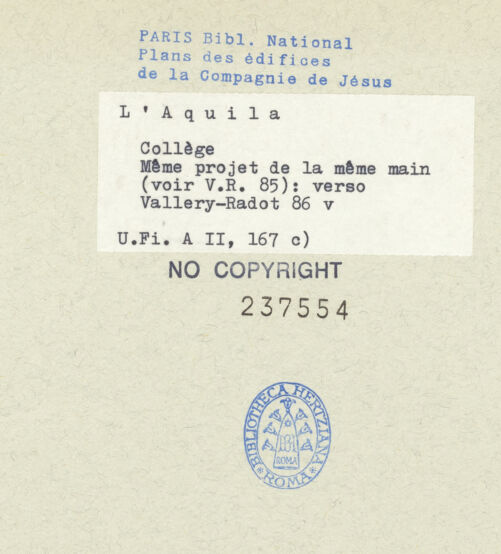 PARIS Bibl. National
Plans des édifices
de la Compagnie de Jésus
L'Aquila
Collège
Même projet de la même main
(voir V.R. 85): verso
Vallery-Radot 86 v
U.Fi. A II, 167 c)
NO COPYRIGHT
237554
BIBLIOTHECA HERTZIANA
ROMA
*ROMA*